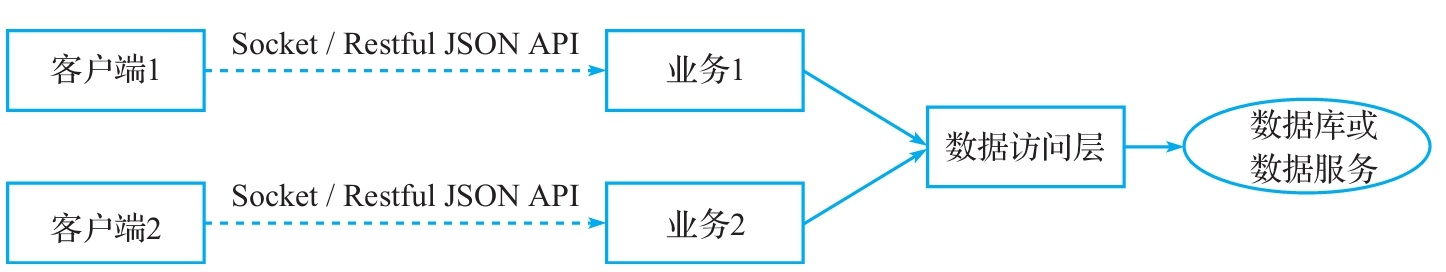 客户端1
Socket / Restful JSON API
业务1
客户端2
Socket / Restful JSON API
业务2
数据访问层
数据库或
数据服务